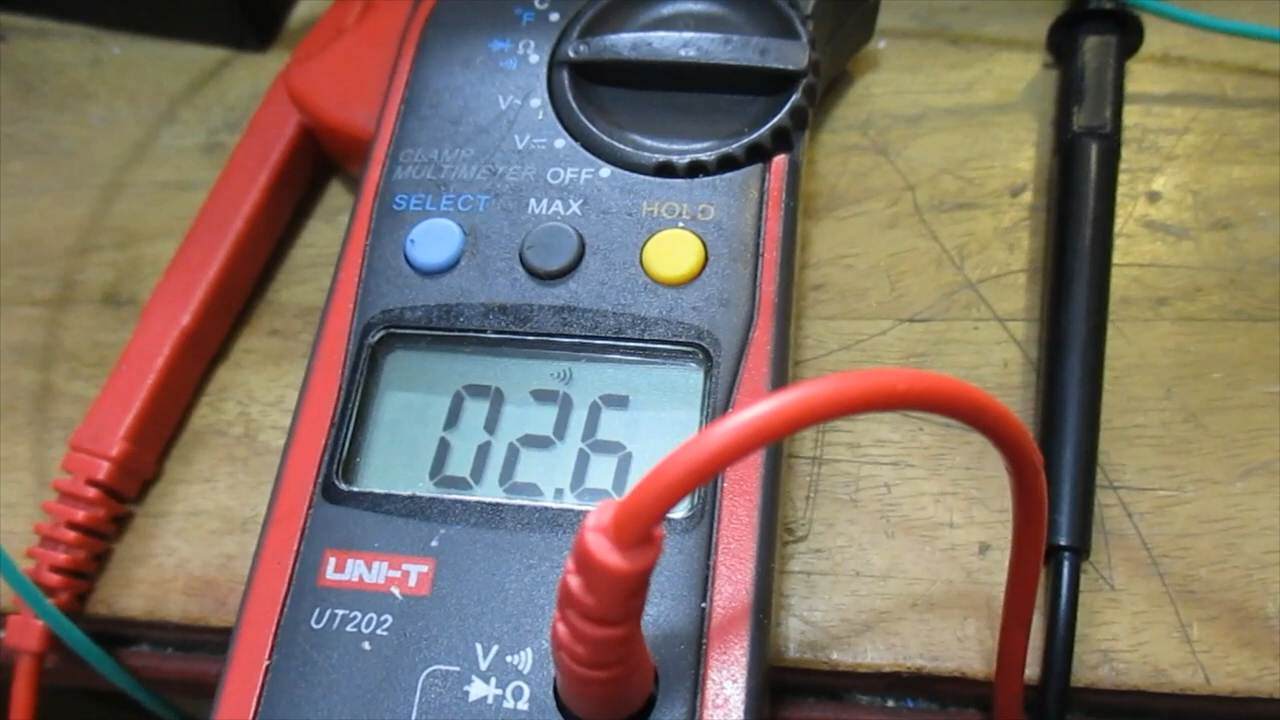 °C
°F
Ω
V~
V⎓
CLAMP
MULTIMETER OFF
SELECT MAX HOLD
02.6
UNI-T
UT202
V
Ω